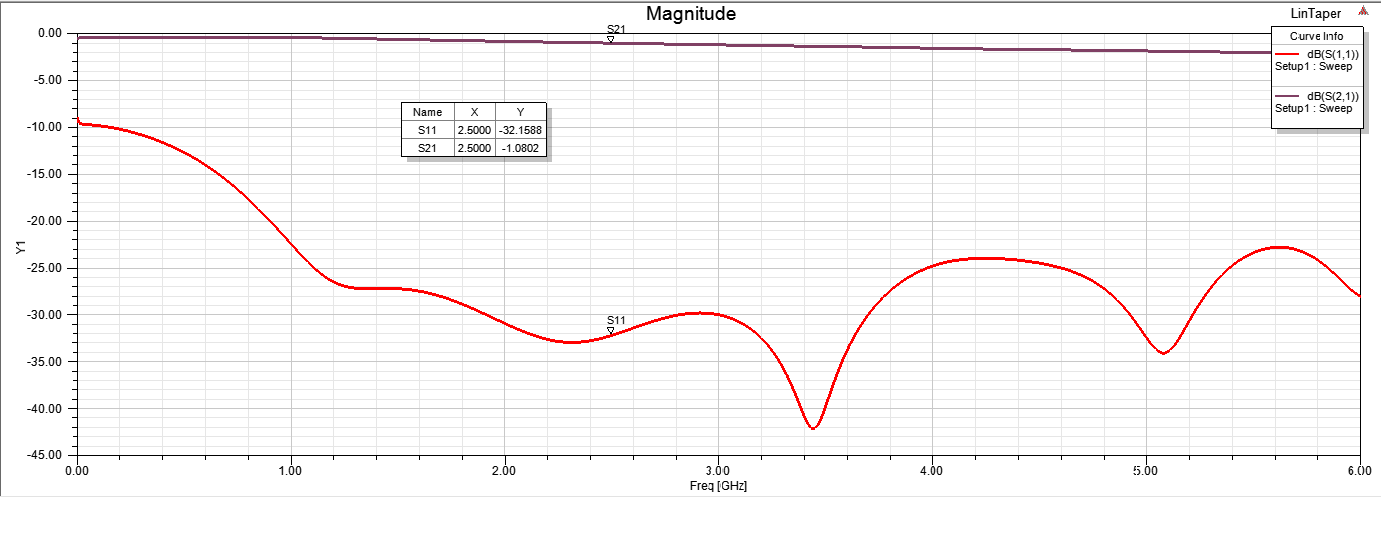 Magnitude
LinTaper
Curve Info
dB(S(1,1))
Setup1 : Sweep
dB(S(2,1))
Setup1 : Sweep
S21
Name X Y
S11 2.5000 -32.1588
S21 2.5000 -1.0802
S11
0.00
-5.00
-10.00
-15.00
-20.00
-25.00
-30.00
-35.00
-40.00
-45.00
Y1
0.00 1.00 2.00 3.00 4.00 5.00 6.00
Freq [GHz]